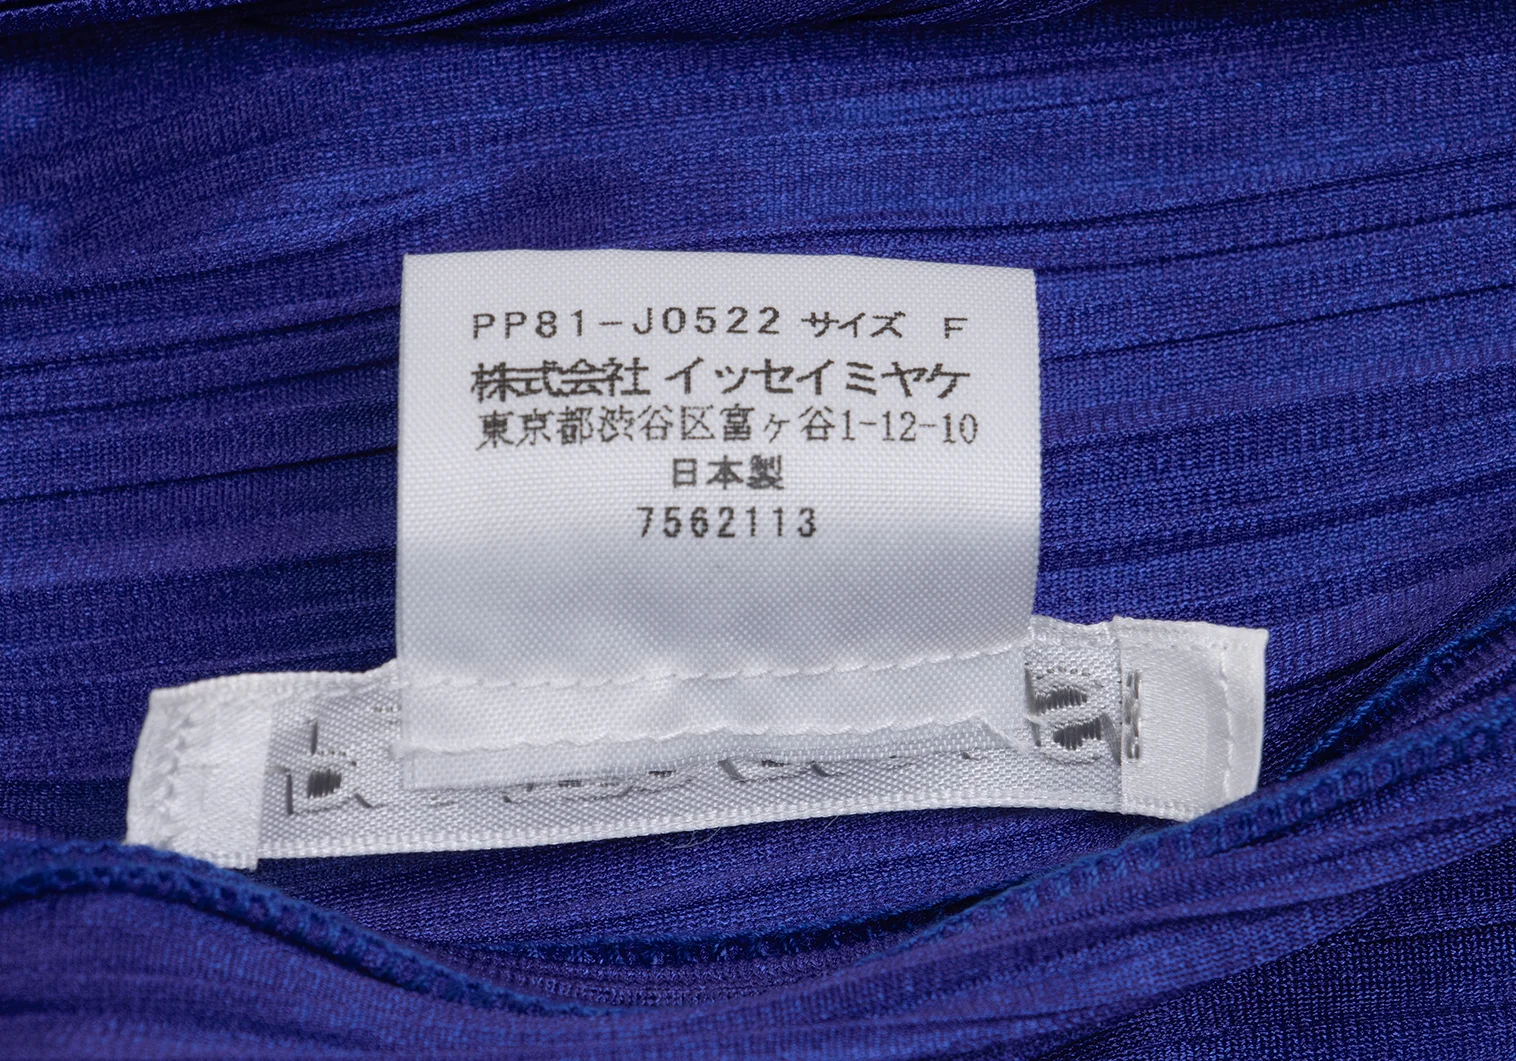 PP81-J0522 サイズ F
株式会社 イッセイミヤケ
東京都渋谷区富ヶ谷1-12-10
日本製
7562113